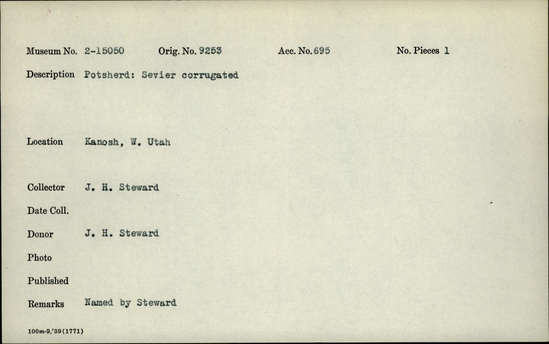 Museum No. 2-15050 Orig. No. 9253 Acc. No. 695 No. Pieces 1
Description Potsherd: Sevier corrugated
Location Kanosh, W. Utah
Collector J. H. Steward
Date Coll.
Donor J. H. Steward
Photo
Published
Remarks Named by Steward
100m-9,'39(1771)